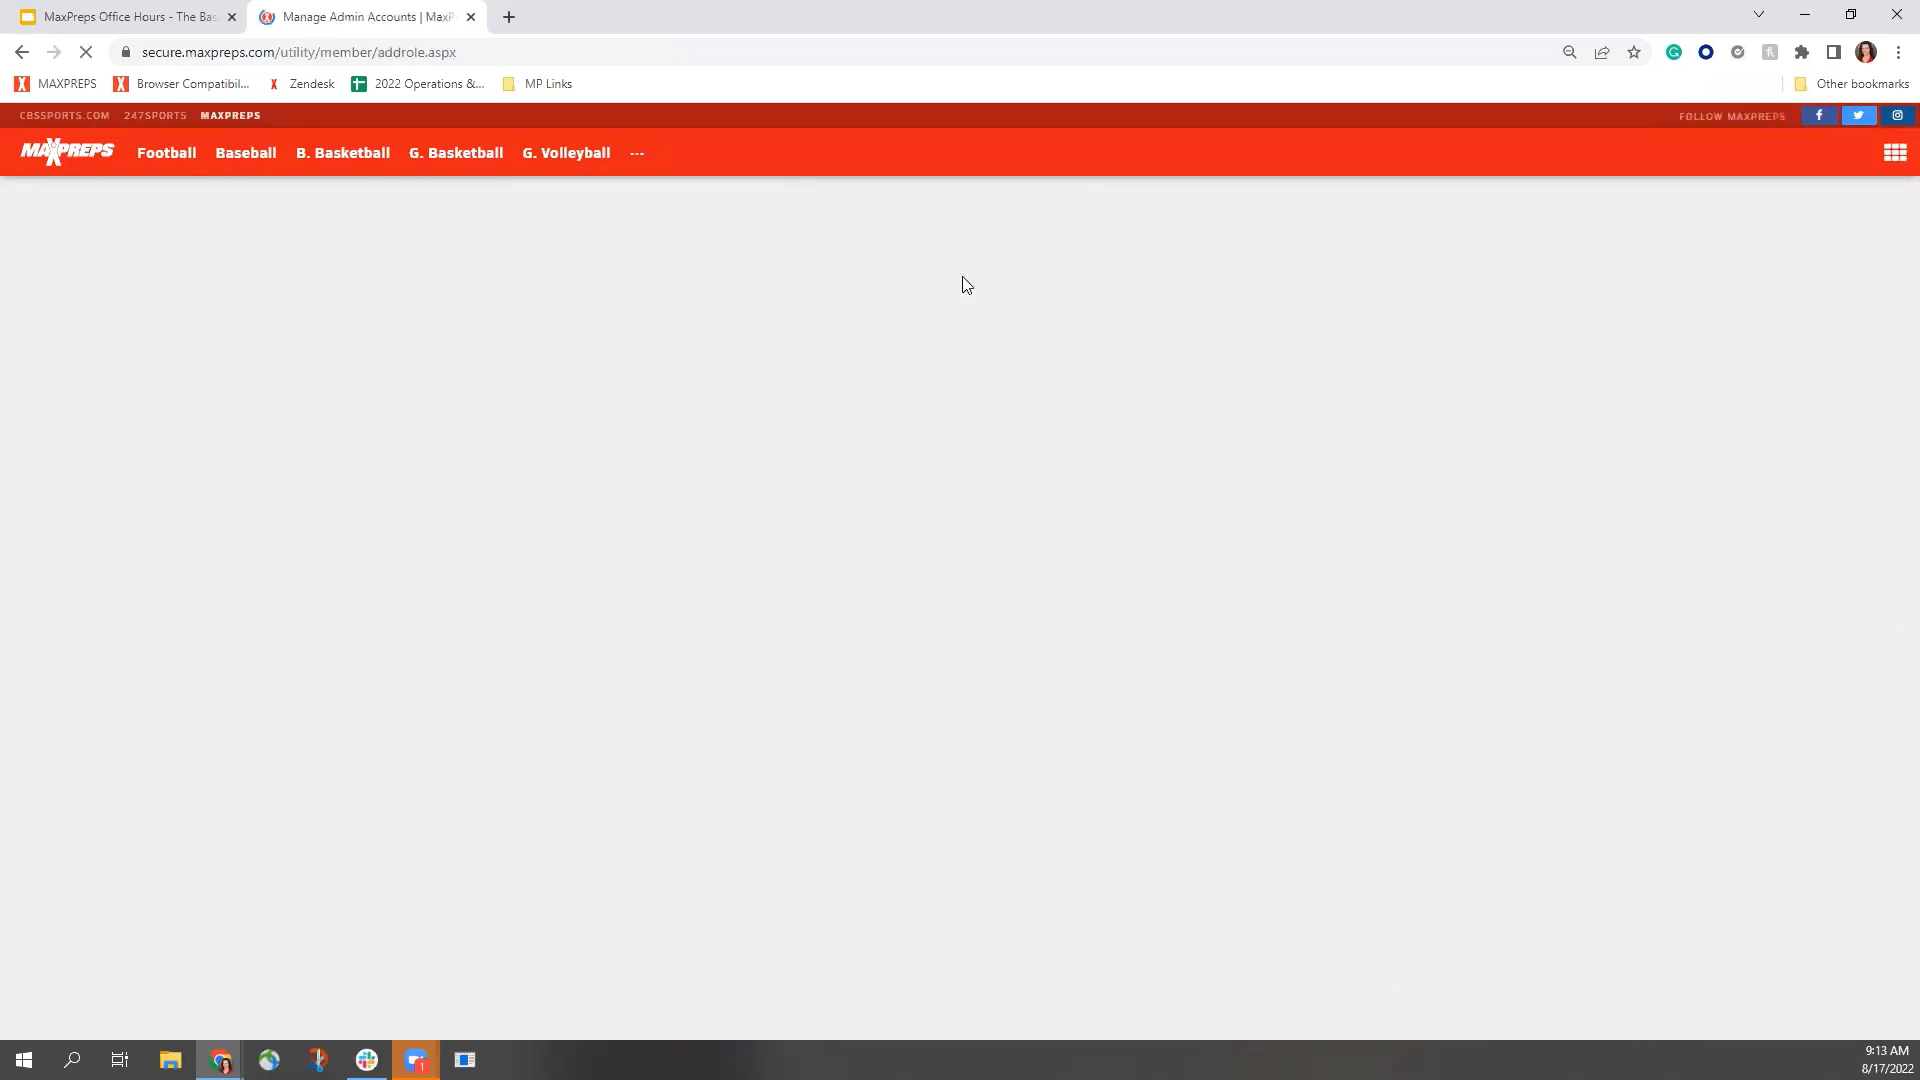 MaxPreps Office Hours - The Bas
Manage Admin Accounts | MaxP
secure.maxpreps.com/utility/member/addrole.aspx
MAXPREPS
Browser Compatibil...
Zendesk
2022 Operations &...
MP Links
Other bookmarks
CBSSPORTS.COM 247SPORTS MAXPREPS
FOLLOW MAXPREPS
MAXPREPS
Football Baseball B. Basketball G. Basketball G. Volleyball ---
1
9:13 AM
8/17/2022